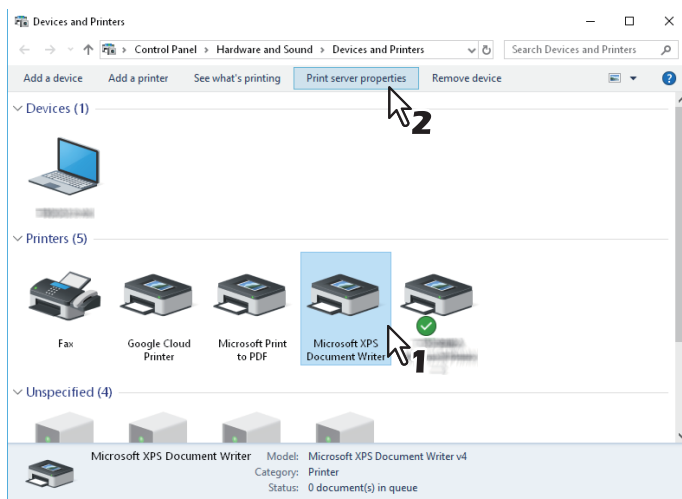 Devices and Printers
Control Panel > Hardware and Sound > Devices and Printers
Search Devices and Printers
Add a device
Add a printer
See what's printing
Print server properties
Remove device
?
2
Devices (1)
Printers (5)
Fax
Google Cloud
Printer
Microsoft Print
to PDF
Microsoft XPS
Document Writer
1
Unspecified (4)
Microsoft XPS Document Writer
Model: Microsoft XPS Document Writer v4
Category: Printer
Status: 0 document(s) in queue